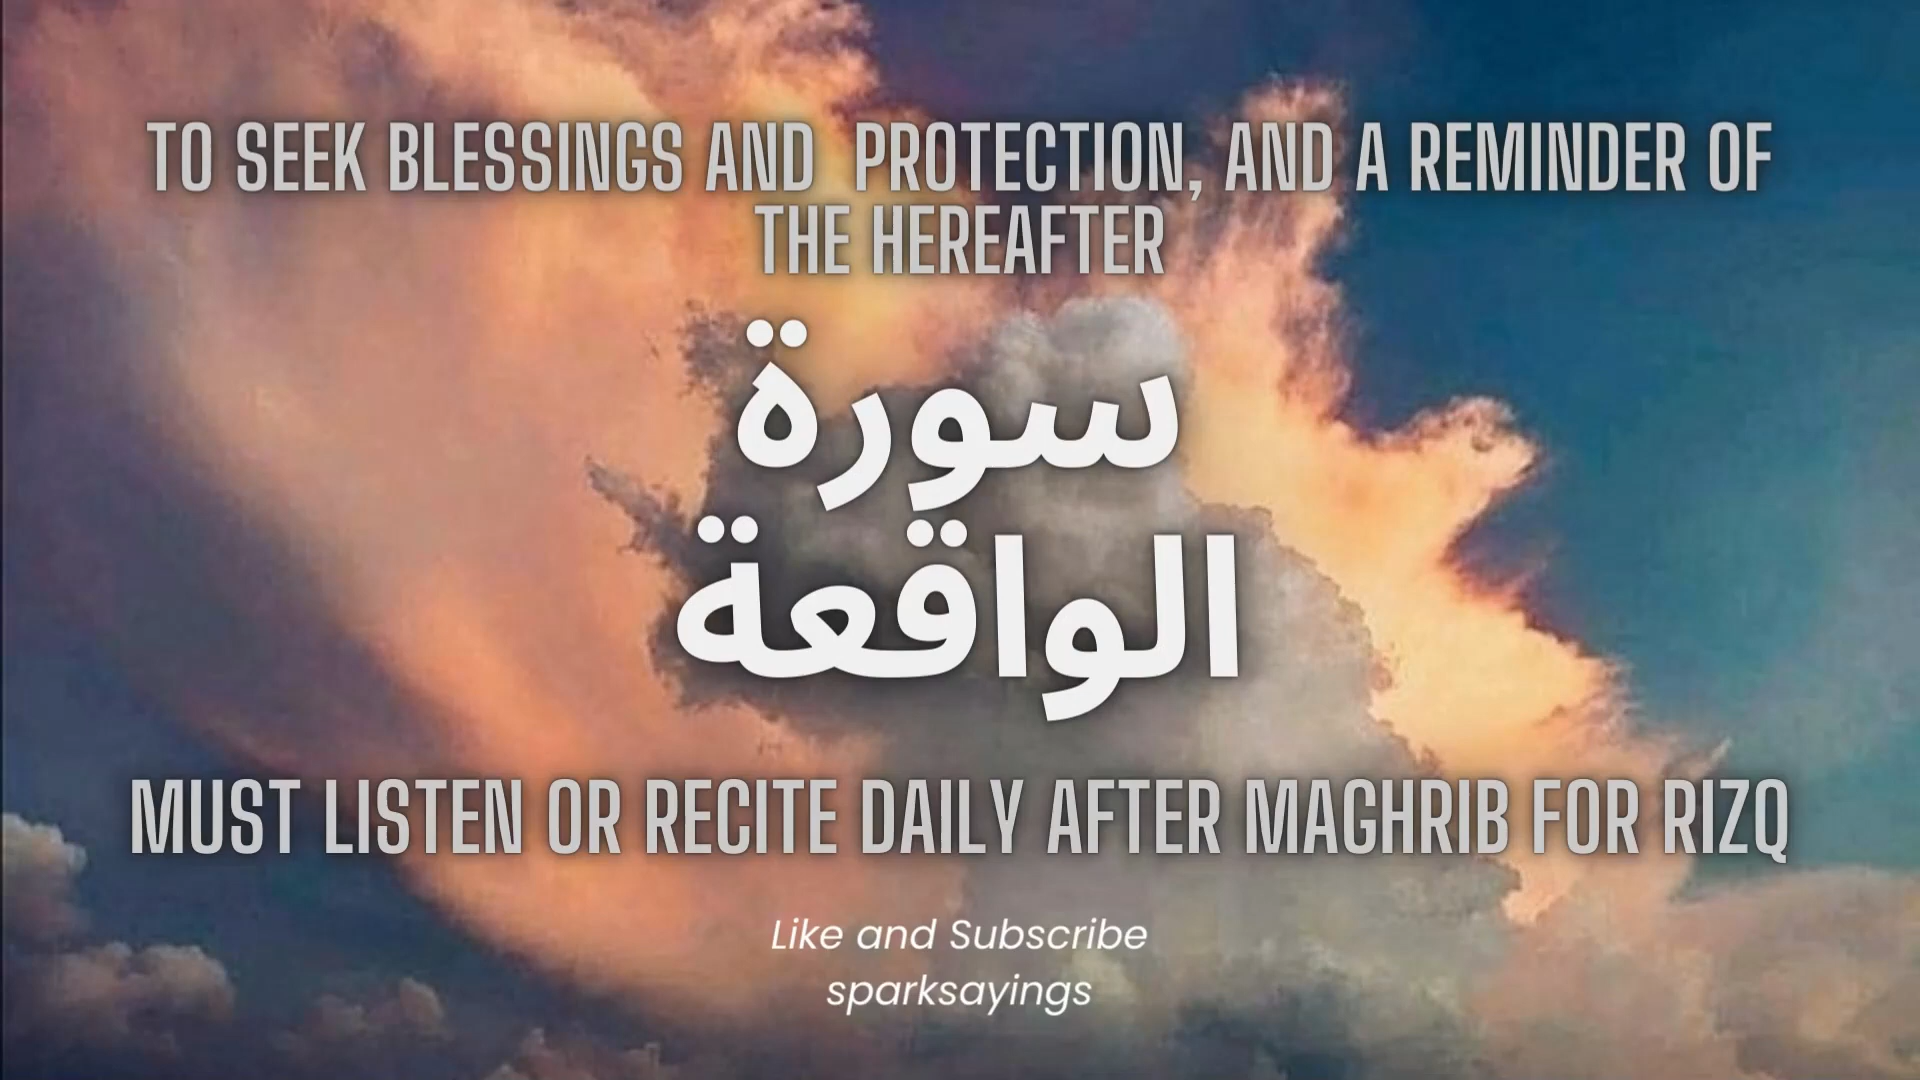 TO SEEK BLESSINGS AND PROTECTION, AND A REMINDER OF
THE HEREAFTER
سورة
الواقعة
MUST LISTEN OR RECITE DAILY AFTER MAGHRIB FOR RIZQ
Like and Subscribe
sparksayings